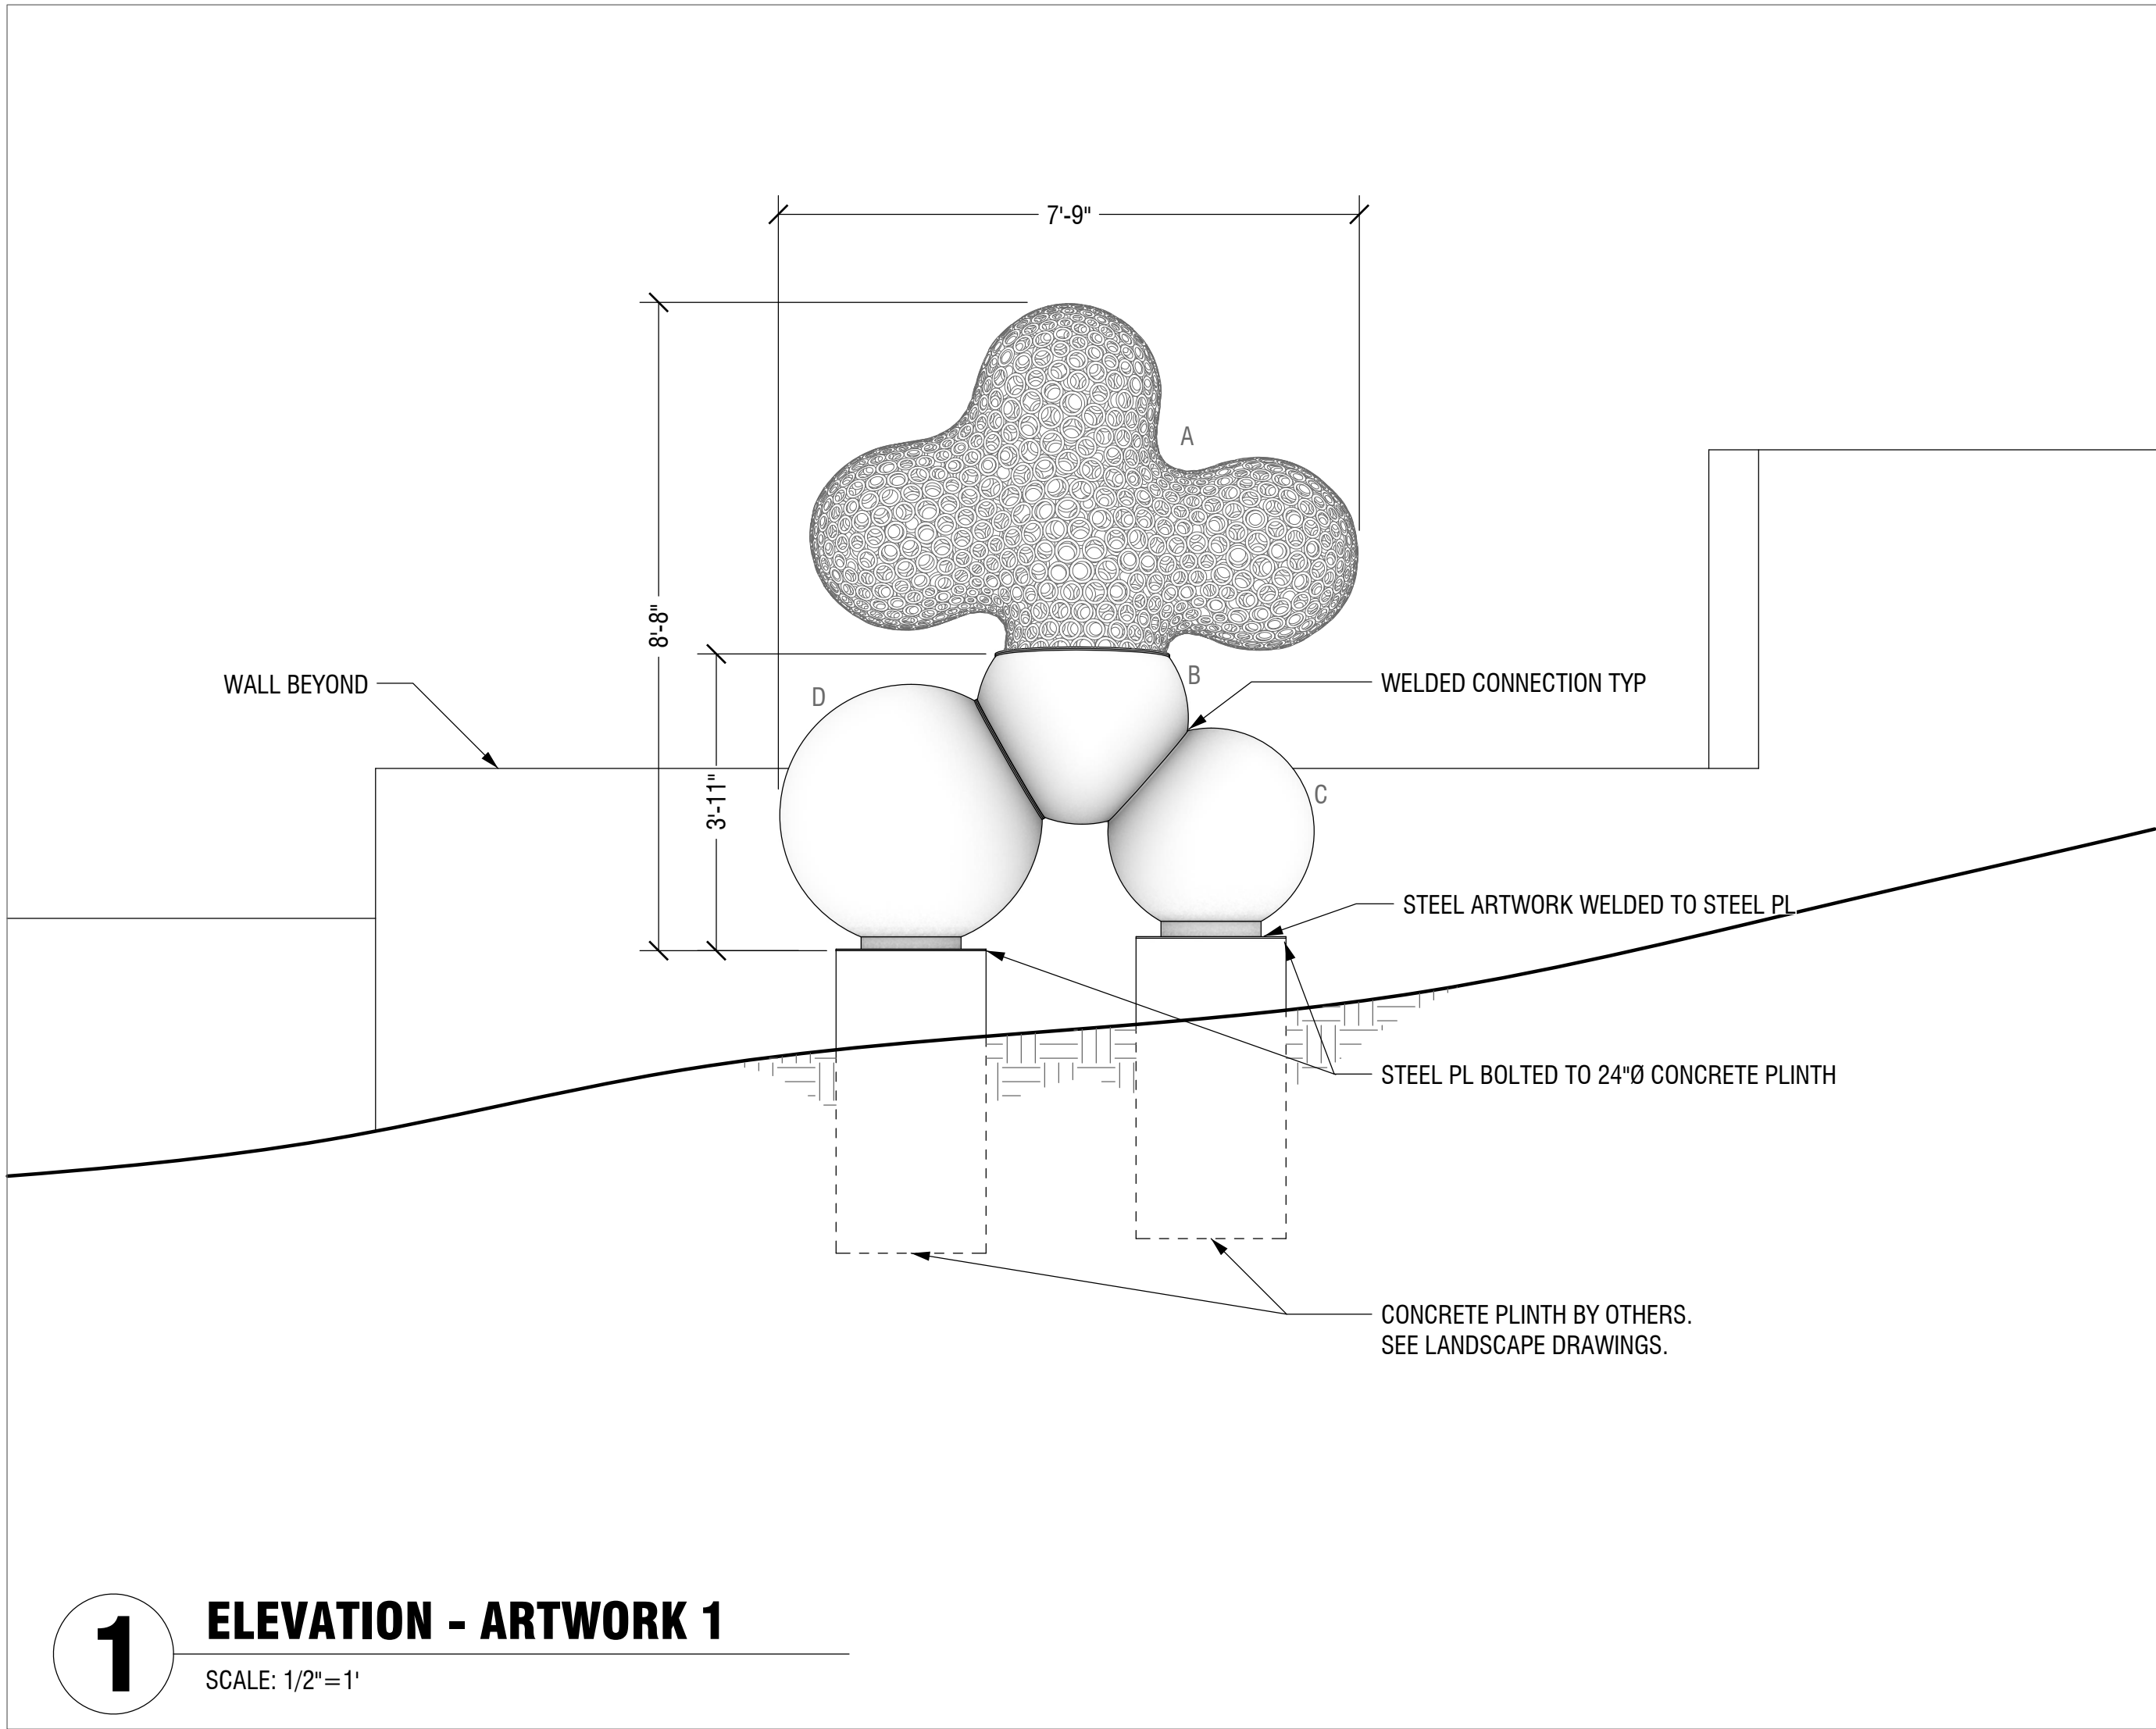 7'-9"
A
8'-8"
B
WALL BEYOND
WELDED CONNECTION TYP
D
3'-11"
C
STEEL ARTWORK WELDED TO STEEL PL
STEEL PL BOLTED TO 24"Ø CONCRETE PLINTH
CONCRETE PLINTH BY OTHERS.
SEE LANDSCAPE DRAWINGS.
1
ELEVATION - ARTWORK 1
SCALE: 1/2"=1'